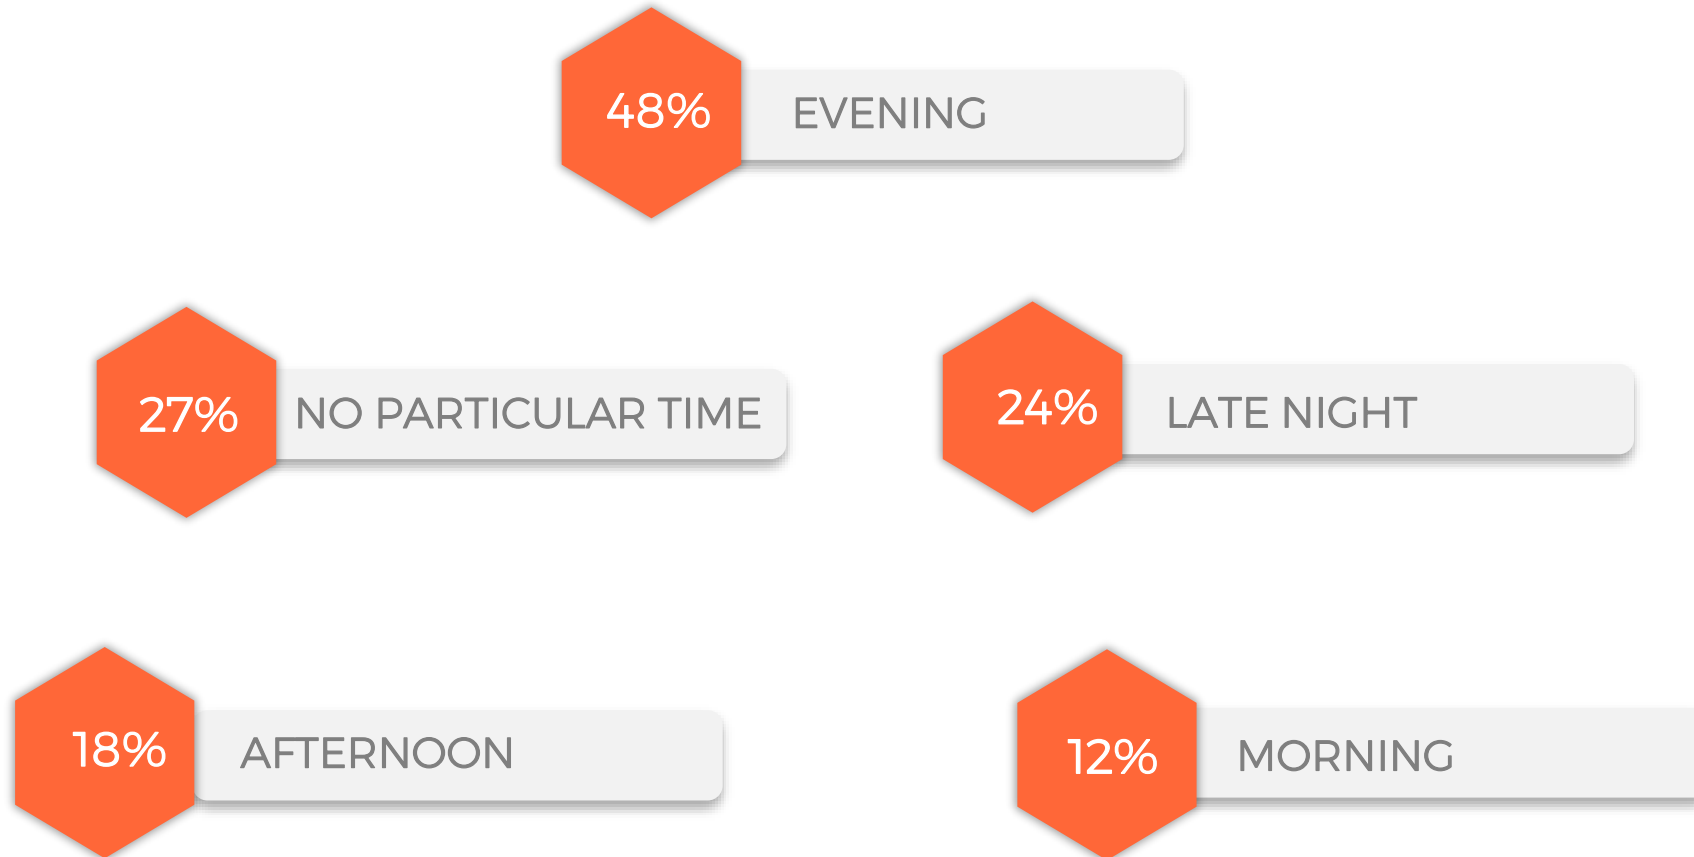 48% EVENING
27% NO PARTICULAR TIME
24% LATE NIGHT
18% AFTERNOON
12% MORNING